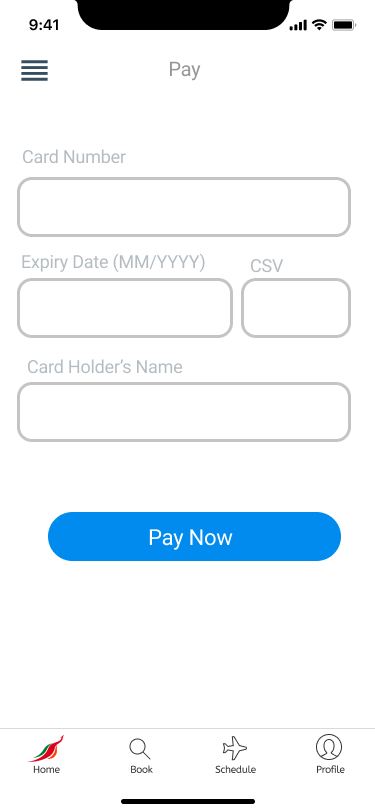 9:41
Pay
Card Number
Expiry Date (MM/YYYY)
CSV
Card Holder's Name
Pay Now
Home
Book
Schedule
Profile